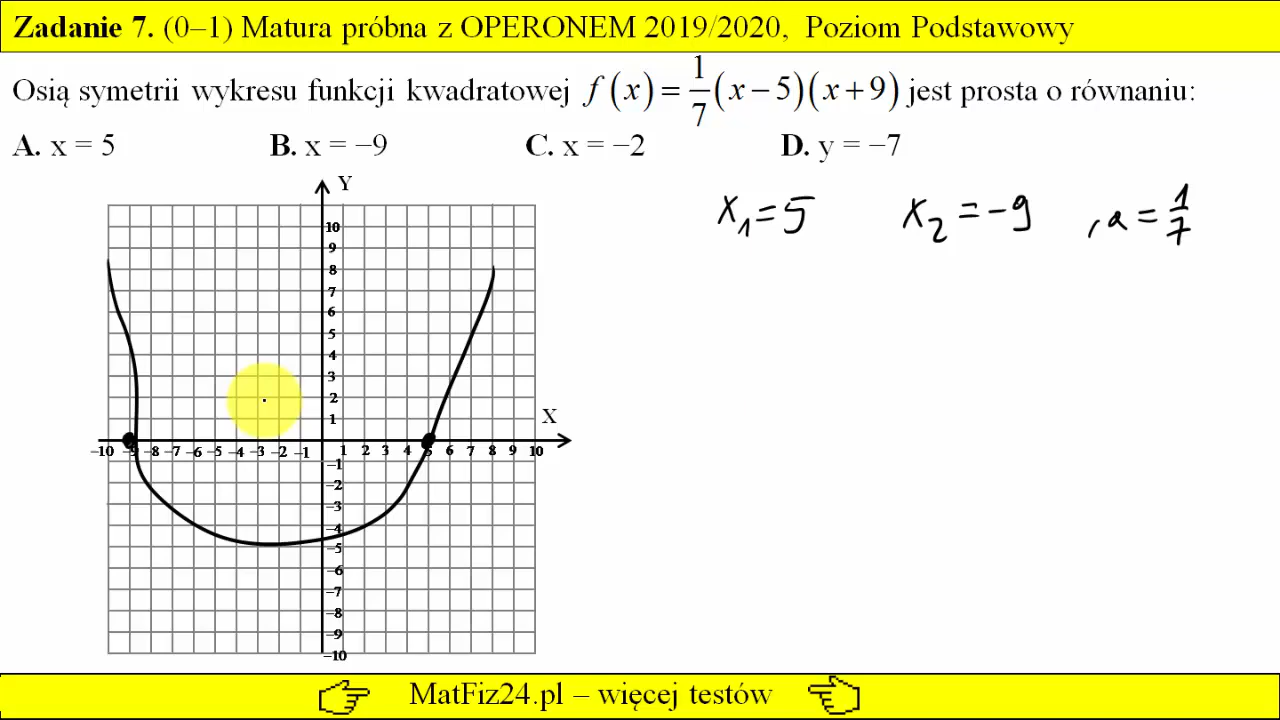 Zadanie 7. (0–1) Matura próbna z OPERONEM 2019/2020, Poziom Podstawowy
Osią symetrii wykresu funkcji kwadratowej f(x) = 1/7 (x − 5)(x + 9) jest prosta o równaniu:
A. x = 5 B. x = −9 C. x = −2 D. y = −7
x₁ = 5 x₂ = −9 , a = 1/7
Y
10
9
8
7
6
5
4
3
2
1
X
−10 −9 −8 −7 −6 −5 −4 −3 −2 −1 1 2 3 4 5 6 7 8 9 10
−1
−2
−3
−4
−5
−6
−7
−8
−9
−10
MatFiz24.pl – więcej testów